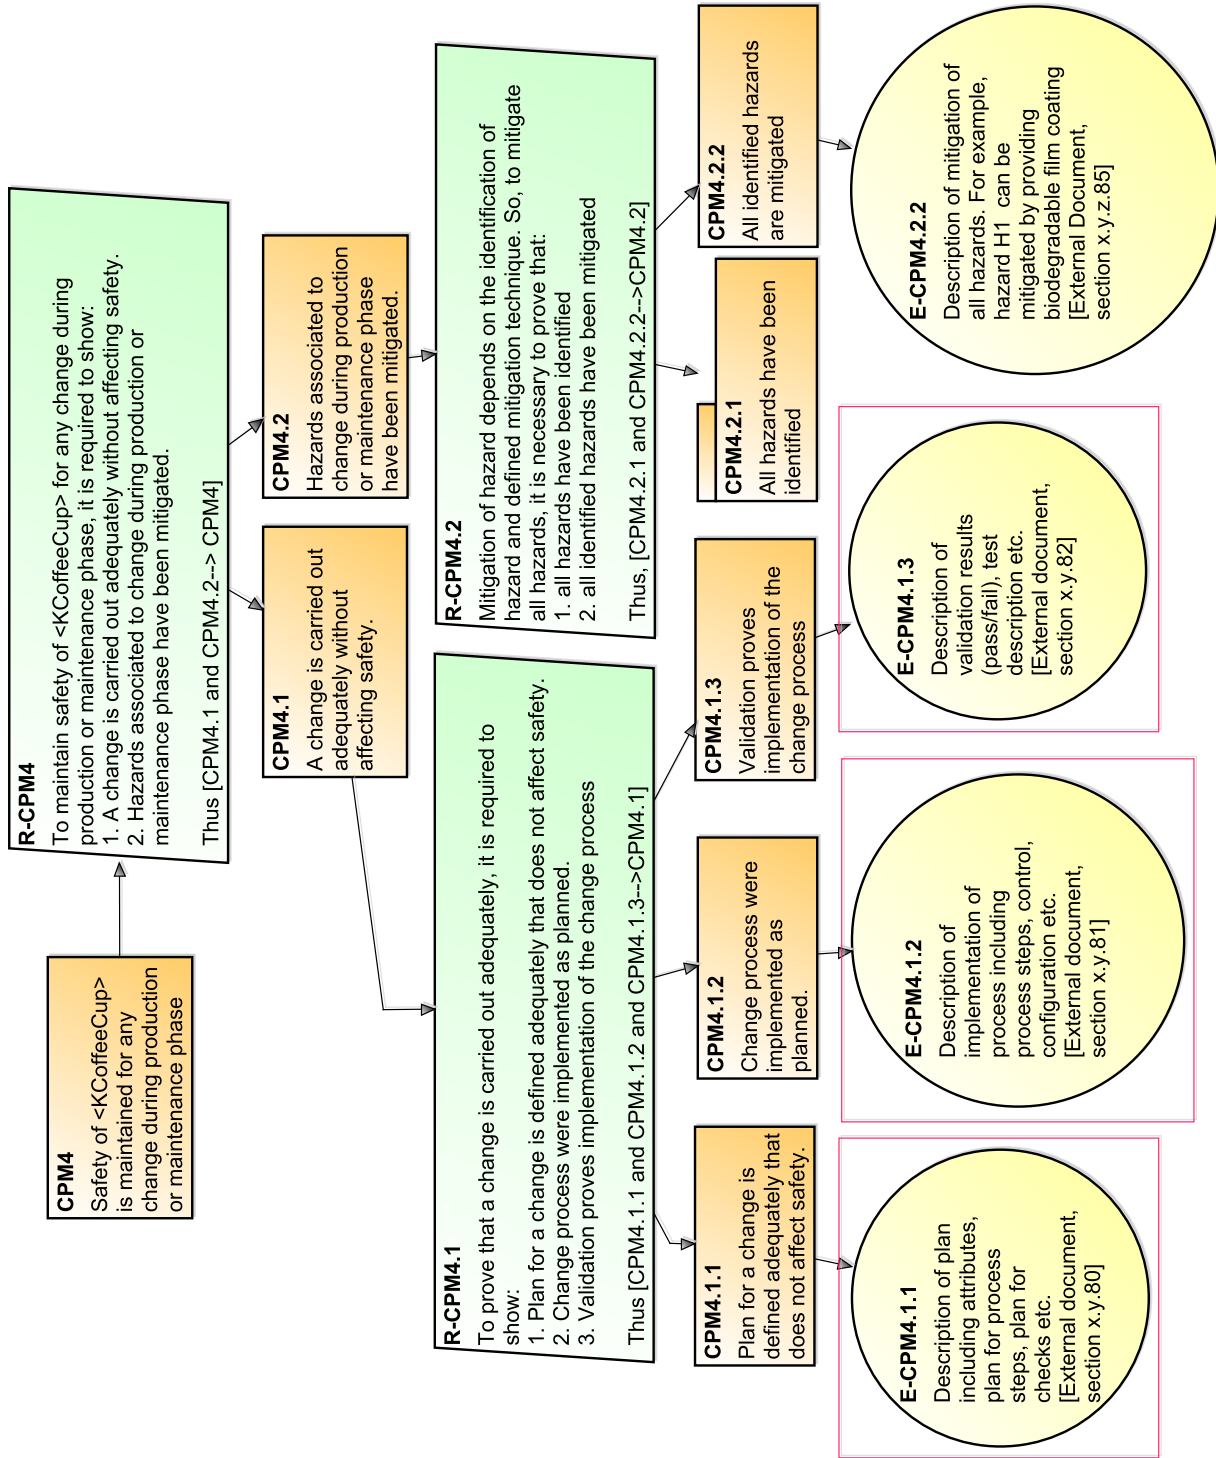 CPM4
Safety of <KCoffeeCup>
is maintained for any
change during production
or maintenance phase
R-CPM4
To maintain safety of <KCoffeeCup> for any change during
production or maintenance phase, it is required to show:
1. A change is carried out adequately without affecting safety.
2. Hazards associated to change during production or
maintenance phase have been mitigated.
Thus [CPM4.1 and CPM4.2--> CPM4]
CPM4.1
A change is carried out
adequately without
affecting safety.
CPM4.2
Hazards associated to
change during production
or maintenance phase
have been mitigated.
R-CPM4.1
To prove that a change is carried out adequately, it is required to
show:
1. Plan for a change is defined adequately that does not affect safety.
2. Change process were implemented as planned.
3. Validation proves implementation of the change process
Thus [CPM4.1.1 and CPM4.1.2 and CPM4.1.3-->CPM4.1]
R-CPM4.2
Mitigation of hazard depends on the identification of
hazard and defined mitigation technique. So, to mitigate
all hazards, it is necessary to prove that:
1. all hazards have been identified
2. all identified hazards have been mitigated
Thus, [CPM4.2.1 and CPM4.2.2-->CPM4.2]
CPM4.1.1
Plan for a change is
defined adequately that
does not affect safety.
CPM4.1.2
Change process were
implemented as
planned.
CPM4.1.3
Validation proves
implementation of the
change process
CPM4.2.1
All hazards have been
identified
CPM4.2.2
All identified hazards
are mitigated
E-CPM4.1.1
Description of plan
including attributes,
plan for process
steps, plan for
checks etc.
[External document,
section x.y.80]
E-CPM4.1.2
Description of
implementation of
process including
process steps, control,
configuration etc.
[External document,
section x.y.81]
E-CPM4.1.3
Description of
validation results
(pass/fail), test
description etc.
[External document,
section x.y.82]
E-CPM4.2.2
Description of mitigation of
all hazards. For example,
hazard H1  can be
mitigated by providing
biodegradable film coating
[External Document,
section x.y.z.85]